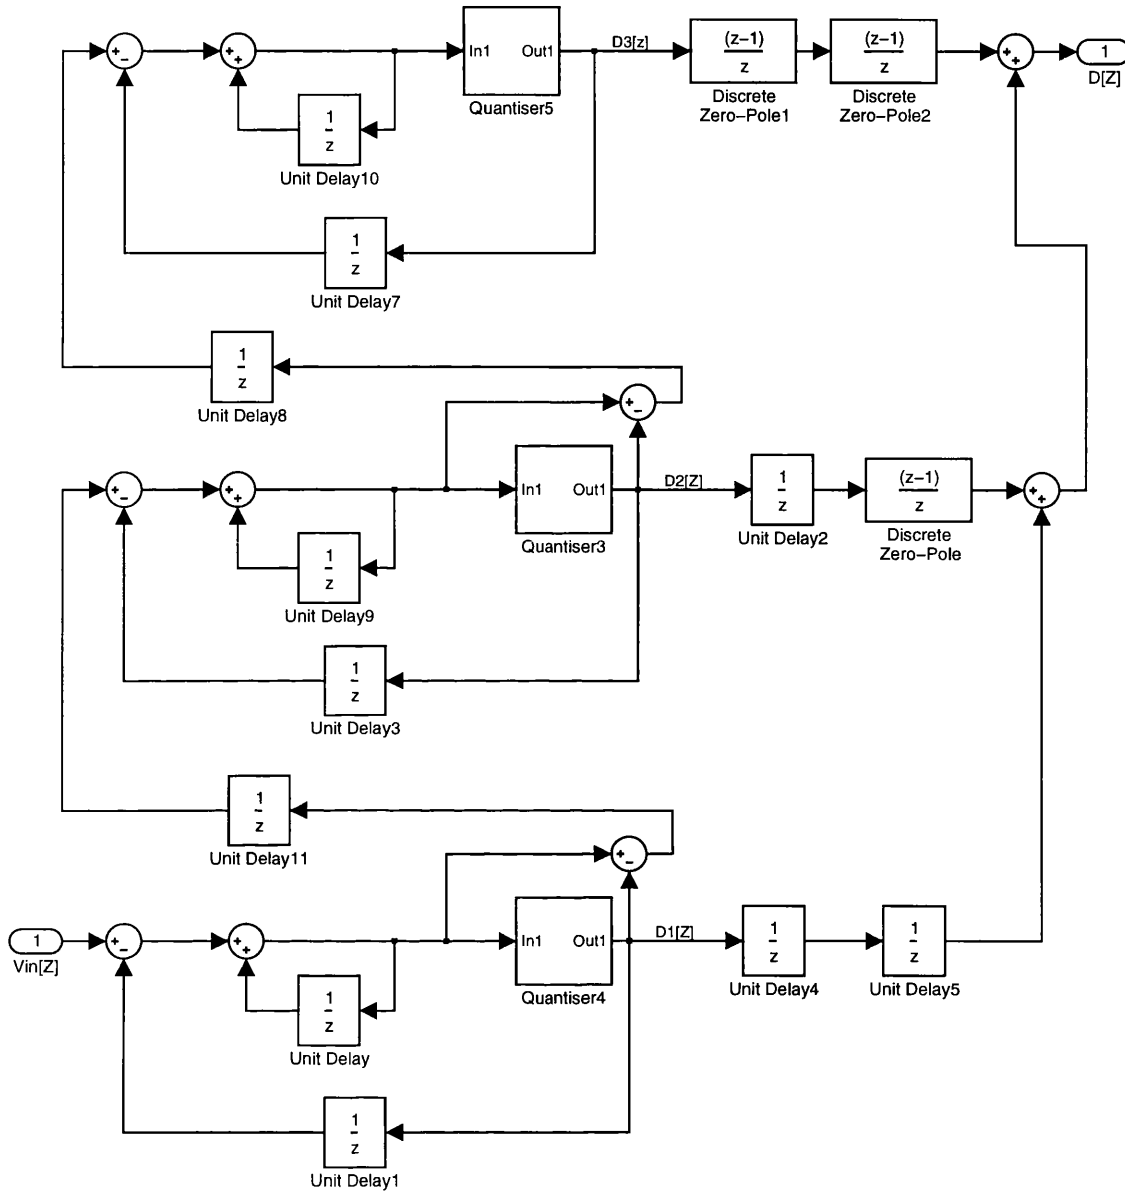 In1 Out1
Quantiser5
D3[z]
(z−1)
z
Discrete
Zero−Pole1
(z−1)
z
Discrete
Zero−Pole2
1
D[Z]
1
z
Unit Delay10
1
z
Unit Delay7
1
z
Unit Delay8
In1 Out1
Quantiser3
D2[Z]
1
z
Unit Delay2
(z−1)
z
Discrete
Zero−Pole
1
z
Unit Delay9
1
z
Unit Delay3
1
z
Unit Delay11
1
Vin[Z]
In1 Out1
Quantiser4
D1[Z]
1
z
Unit Delay4
1
z
Unit Delay5
1
z
Unit Delay
1
z
Unit Delay1